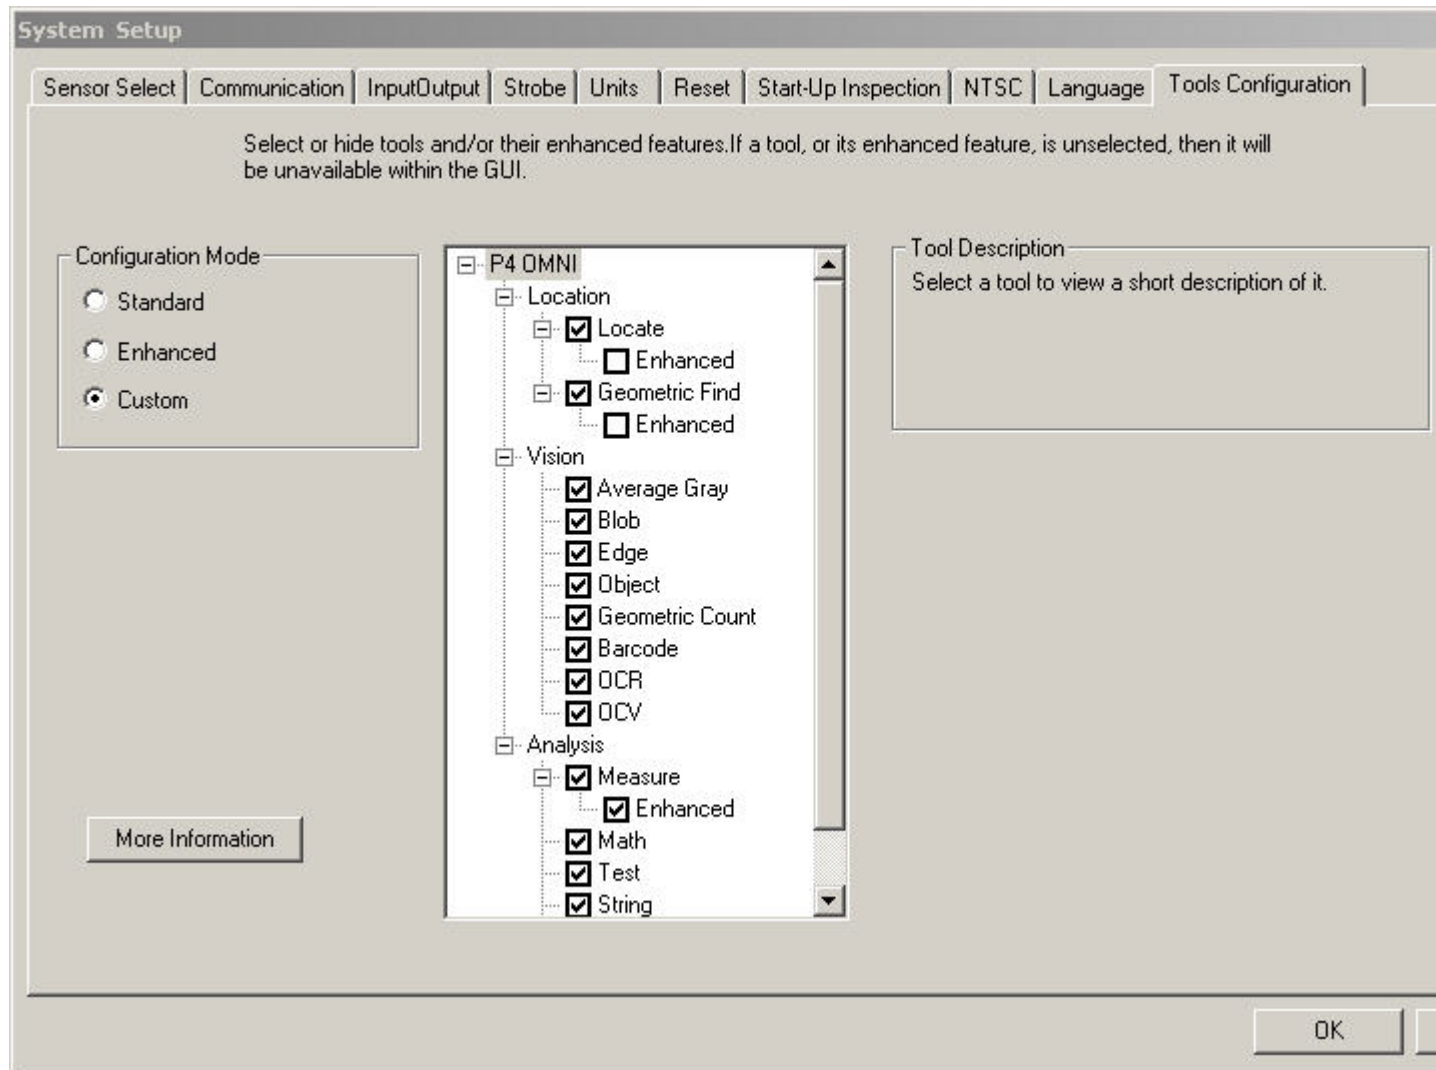 System Setup
Sensor Select Communication InputOutput Strobe Units Reset Start-Up Inspection NTSC Language Tools Configuration
Select or hide tools and/or their enhanced features.If a tool, or its enhanced feature, is unselected, then it will
be unavailable within the GUI.
Configuration Mode
Standard
Enhanced
Custom
More Information
P4 OMNI
Location
Locate
Enhanced
Geometric Find
Enhanced
Vision
Average Gray
Blob
Edge
Object
Geometric Count
Barcode
OCR
OCV
Analysis
Measure
Enhanced
Math
Test
String
Tool Description
Select a tool to view a short description of it.
OK